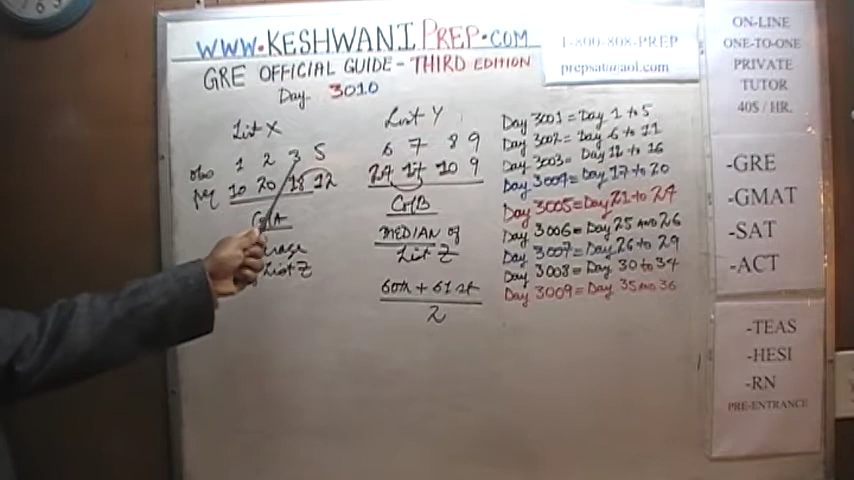 WWW.KESHWANIPREP.COM
GRE OFFICIAL GUIDE - THIRD EDITION
Day 3010
1-800-808-PREP
prepsat@aol.com
List X
1 2 3 5
10 20 18 12
Col A
List Z
List Y
6 7 8 9
24 17 10 9
Col B
MEDIAN of
List Z
60th + 61st
2
Day 3001 = Day 1 to 5
Day 3002 = Day 6 to 11
Day 3003 = Day 12 to 16
Day 3004 = Day 17 to 20
Day 3005 = Day 21 to 24
Day 3006 = Day 25 AND 26
Day 3007 = Day 26 to 29
Day 3008 = Day 30 to 34
Day 3009 = Day 35 AND 36
ON-LINE
ONE-TO-ONE
PRIVATE
TUTOR
40$ / HR.
-GRE
-GMAT
-SAT
-ACT
-TEAS
-HESI
-RN
PRE-ENTRANCE